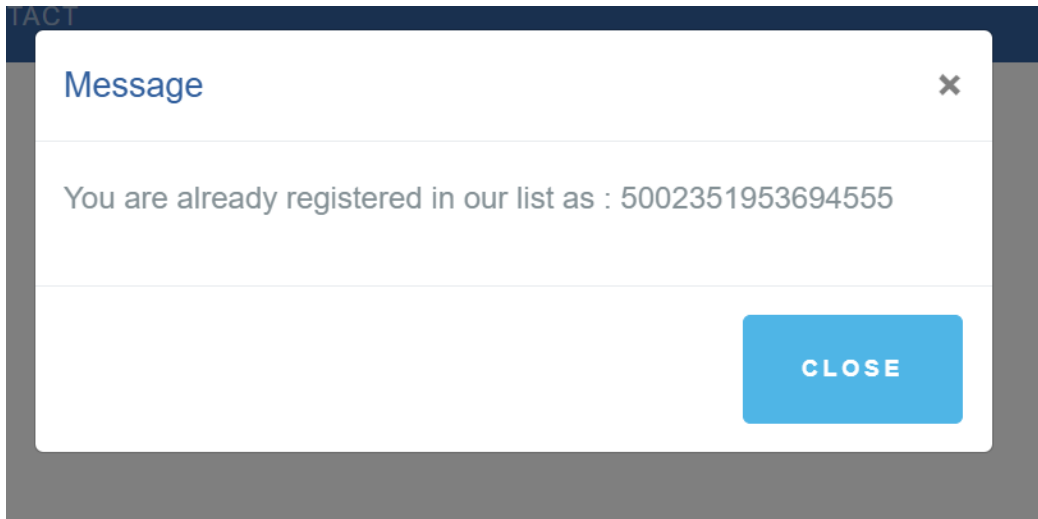 TACT
Message
You are already registered in our list as : 5002351953694555
CLOSE